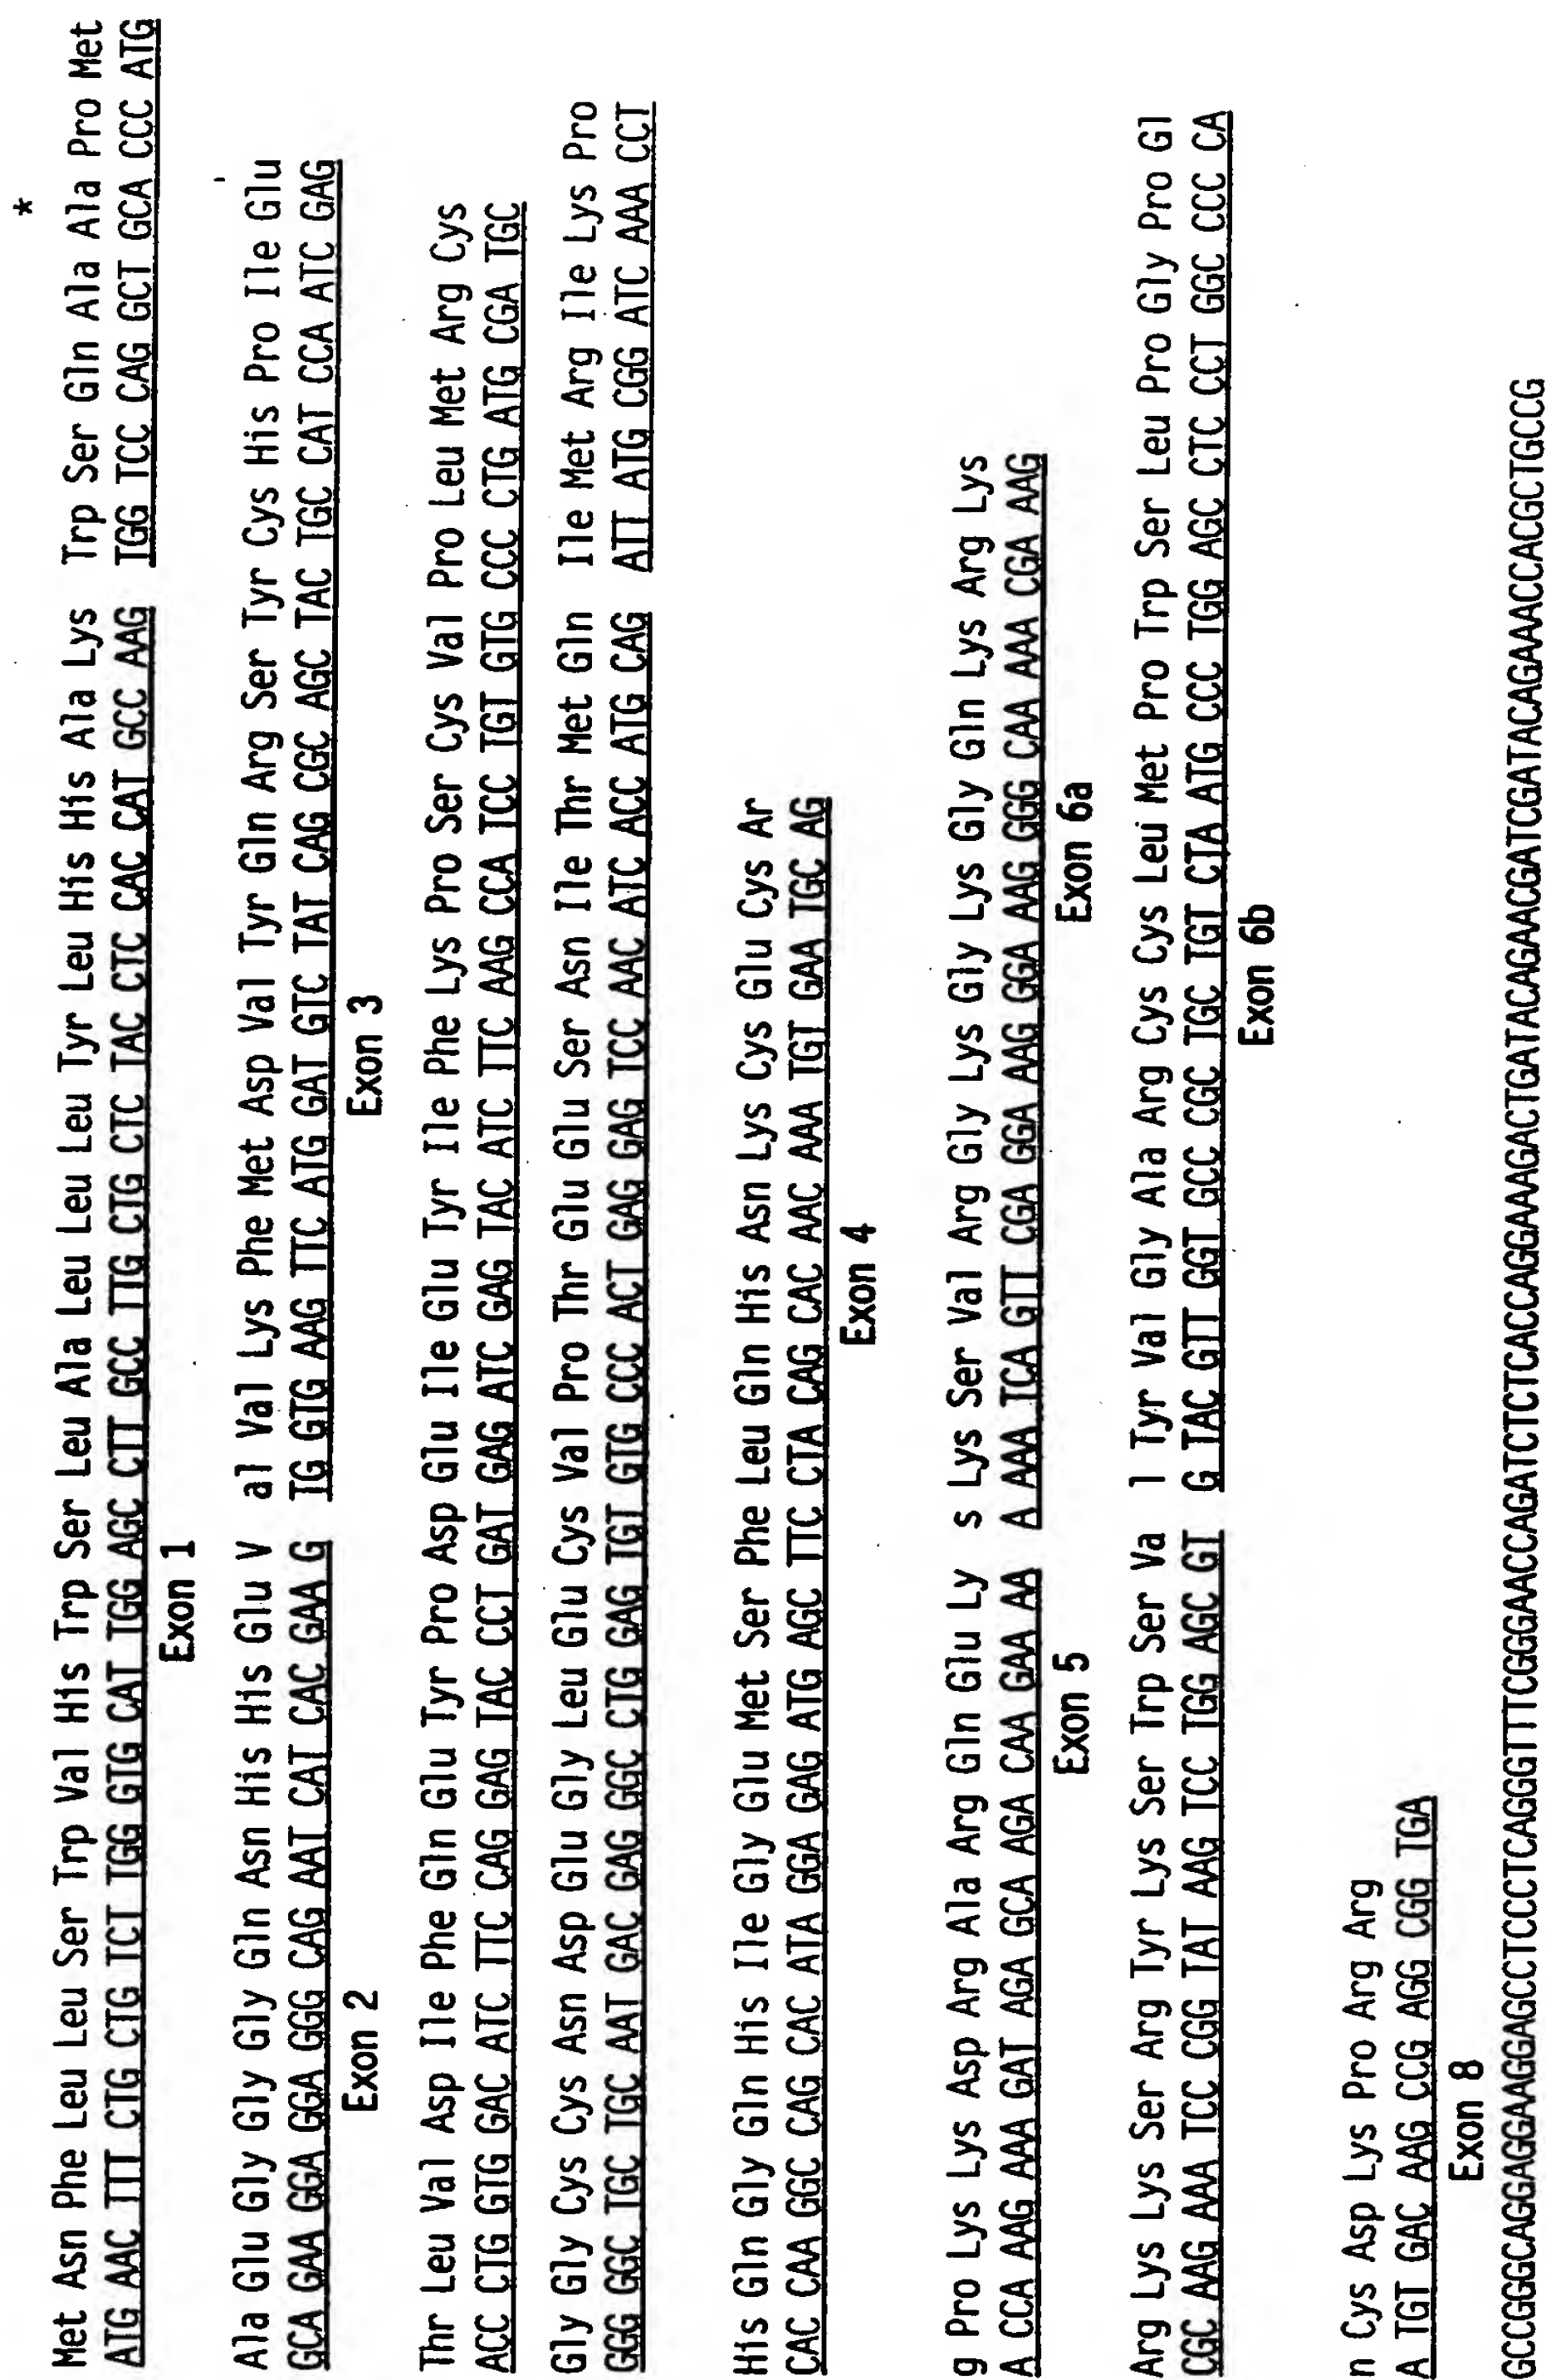 *
Met Asn Phe Leu Leu Ser Trp Val His Trp Ser Leu Ala Leu Leu Leu Tyr Leu His His Ala Lys Trp Ser Gln Ala Ala Pro Met
ATG AAC TTT CTG CTG TCT TGG GTG CAT TGG AGC CTT GCC TTG CTG CTC TAC CTC CAC CAT GCC AAG TGG TCC CAG GCT GCA CCC ATG
Exon 1
Ala Glu Gly Gly Gly Gln Asn His His Glu V al Val Lys Phe Met Asp Val Tyr Gln Arg Ser Tyr Cys His Pro Ile Glu
GCA GAA GGA GGA GGG CAG AAT CAT CAC GAA G TG GTG AAG TTC ATG GAT GTC TAT CAG CGC AGC TAC TGC CAT CCA ATC GAG
Exon 2 Exon 3
Thr Leu Val Asp Ile Phe Gln Glu Tyr Pro Asp Glu Ile Glu Tyr Ile Phe Lys Pro Ser Cys Val Pro Leu Met Arg Cys
ACC CTG GTG GAC ATC TTC CAG GAG TAC CCT GAT GAG ATC GAG TAC ATC TTC AAG CCA TCC TGT GTG CCC CTG ATG CGA TGC
Gly Gly Cys Cys Asn Asp Glu Gly Leu Glu Cys Val Pro Thr Glu Glu Ser Asn Ile Thr Met Gln Ile Met Arg Ile Lys Pro
GGG GGC TGC TGC AAT GAC GAG GGC CTG GAG TGT GTG CCC ACT GAG GAG TCC AAC ATC ACC ATG CAG ATT ATG CGG ATC AAA CCT
His Gln Gly Gln His Ile Gly Glu Met Ser Phe Leu Gln His Asn Lys Cys Glu Cys Ar
CAC CAA GGC CAG CAC ATA GGA GAG ATG AGC TTC CTA CAG CAC AAC AAA TGT GAA TGC AG
Exon 4
g Pro Lys Lys Asp Arg Ala Arg Gln Glu Ly s Lys Ser Val Arg Gly Lys Gly Lys Gly Gln Lys Arg Lys
A CCA AAG AAA GAT AGA GCA AGA CAA GAA AA A AAA TCA GTT CGA GGA AAG GGA AAG GGG CAA AAA CGA AAG
Exon 5 Exon 6a
Arg Lys Lys Ser Arg Tyr Lys Ser Trp Ser Va l Tyr Val Gly Ala Arg Cys Cys Leu Met Pro Trp Ser Leu Pro Gly Pro Gl
CGC AAG AAA TCC CGG TAT AAG TCC TGG AGC GT G TAC GTT GGT GCC CGC TGC TGT CTA ATG CCC TGG AGC CTC CCT GGC CCC CA
Exon 6b
n Cys Asp Lys Pro Arg Arg
A TGT GAC AAG CCG AGG CGG TGA
Exon 8
GCCGGGCAGGAGGAAGGAGCCTCCCTCAGGGTTTCGGGAACCAGATCTCTCACCAGGAAAGACTGATACAGAACGATCGATACAGAAACCACGCTGCCG